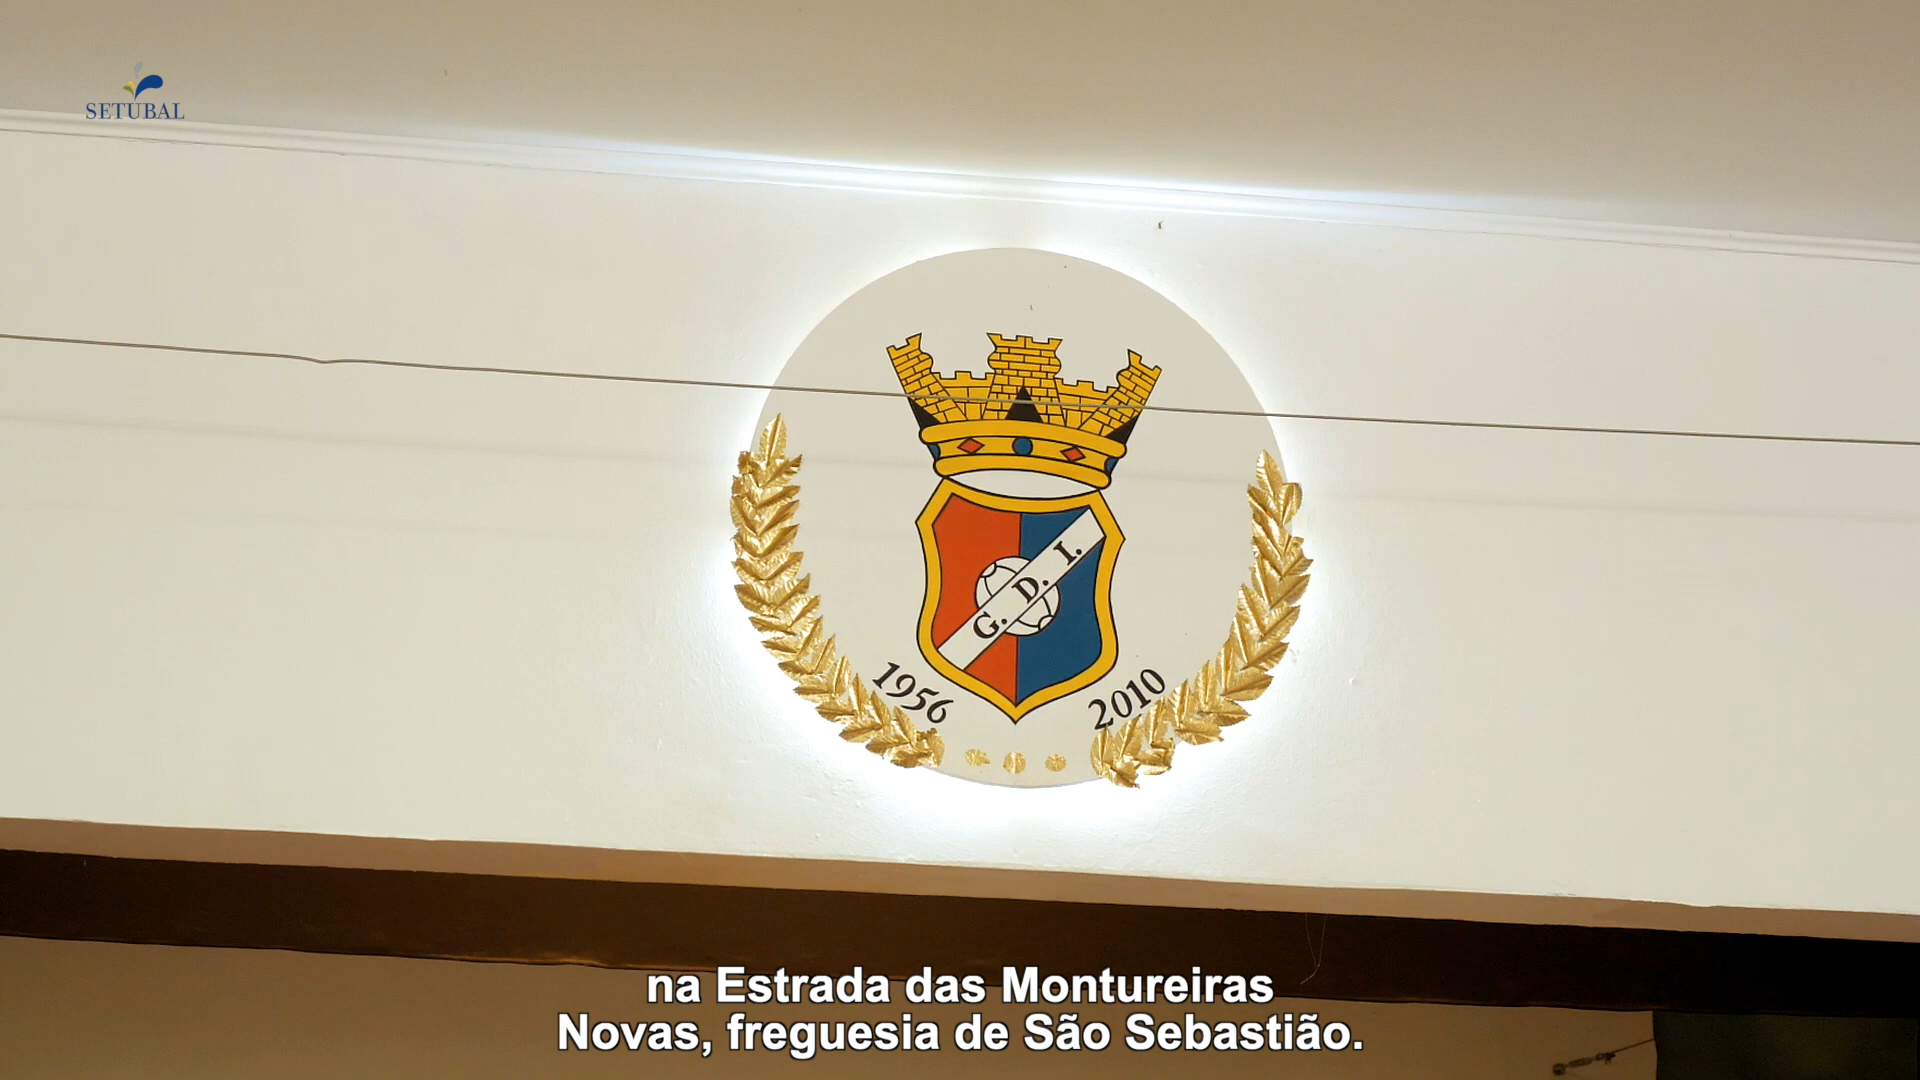 SETUBAL
G. D. I.
1956
2010
na Estrada das Montureiras
Novas, freguesia de São Sebastião.